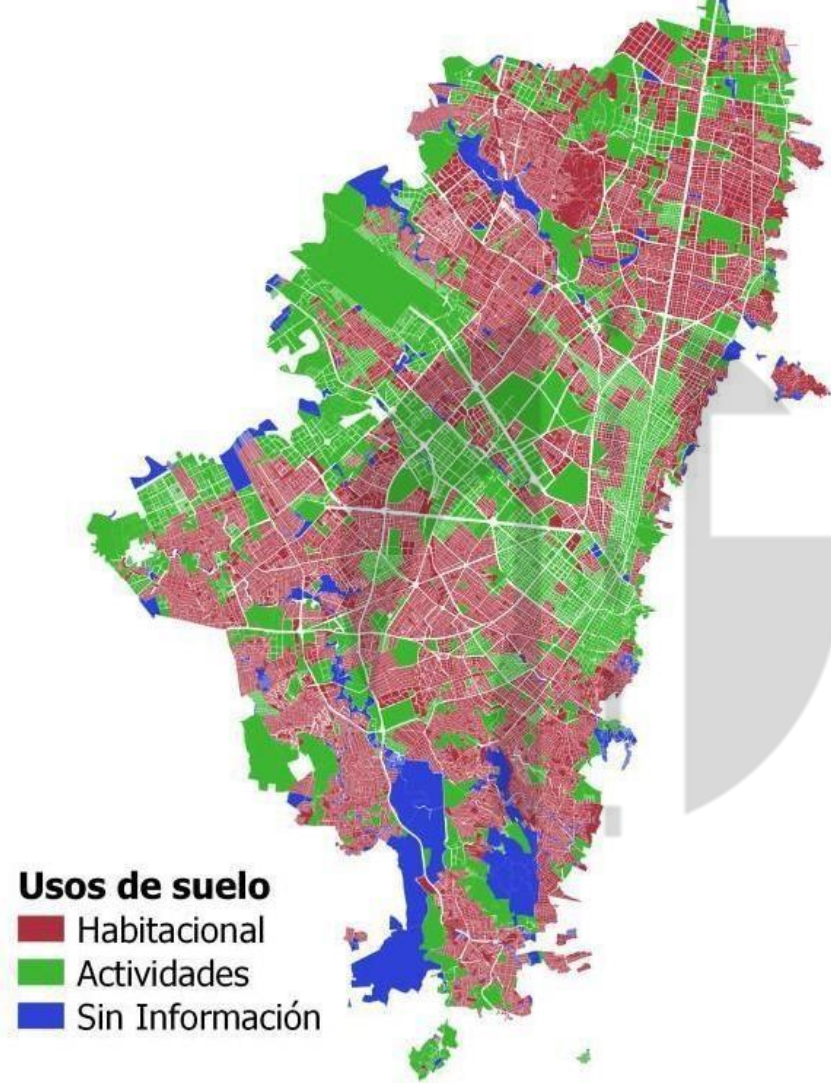 Usos de suelo
Habitacional
Actividades
Sin Información